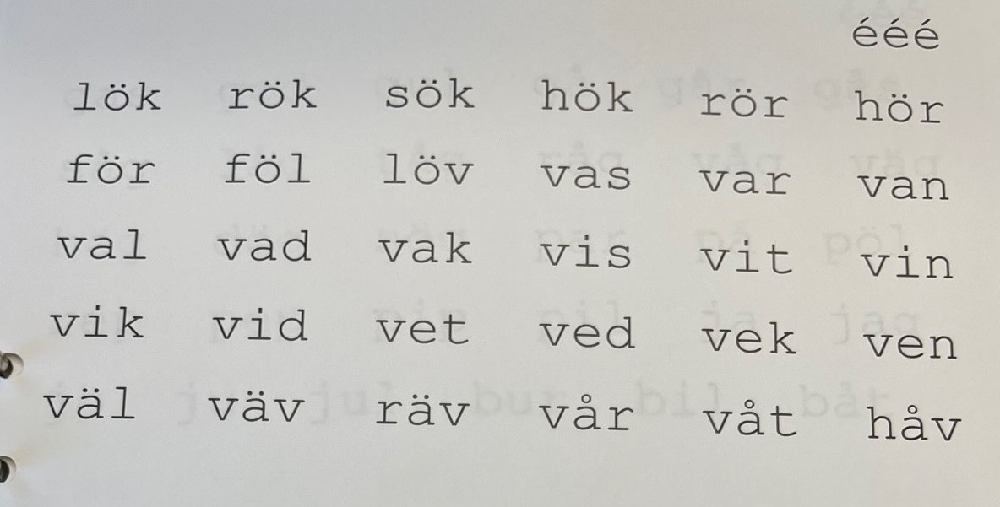 ééé
lök rök sök hök rör hör
för föl löv vas var van
val vad vak vis vit vin
vik vid vet ved vek ven
väl väv räv vår våt håv